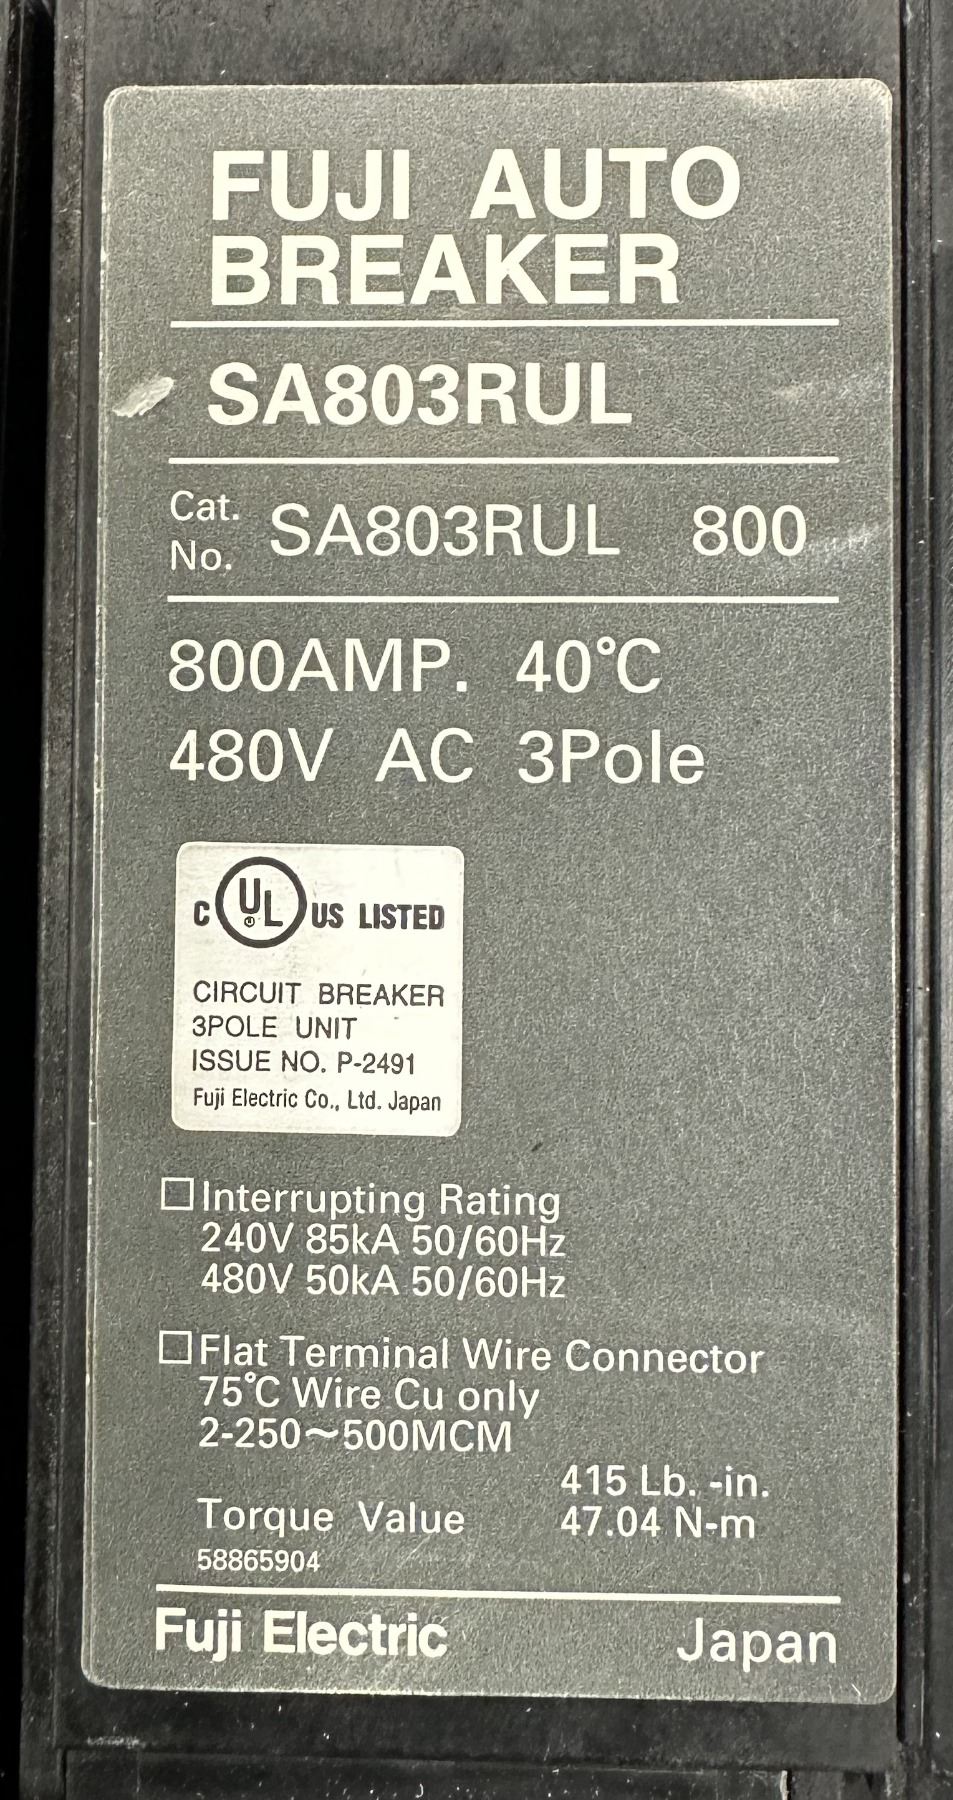 FUJI AUTO
BREAKER
SA803RUL
Cat.
No. SA803RUL 800
800AMP. 40°C
480V AC 3Pole
C UL® US LISTED
CIRCUIT BREAKER
3POLE UNIT
ISSUE NO. P-2491
Fuji Electric Co., Ltd. Japan
□Interrupting Rating
240V 85kA 50/60Hz
480V 50kA 50/60Hz
□Flat Terminal Wire Connector
75°C Wire Cu only
2-250~500MCM
415 Lb. -in.
Torque Value 47.04 N-m
58865904
Fuji Electric Japan